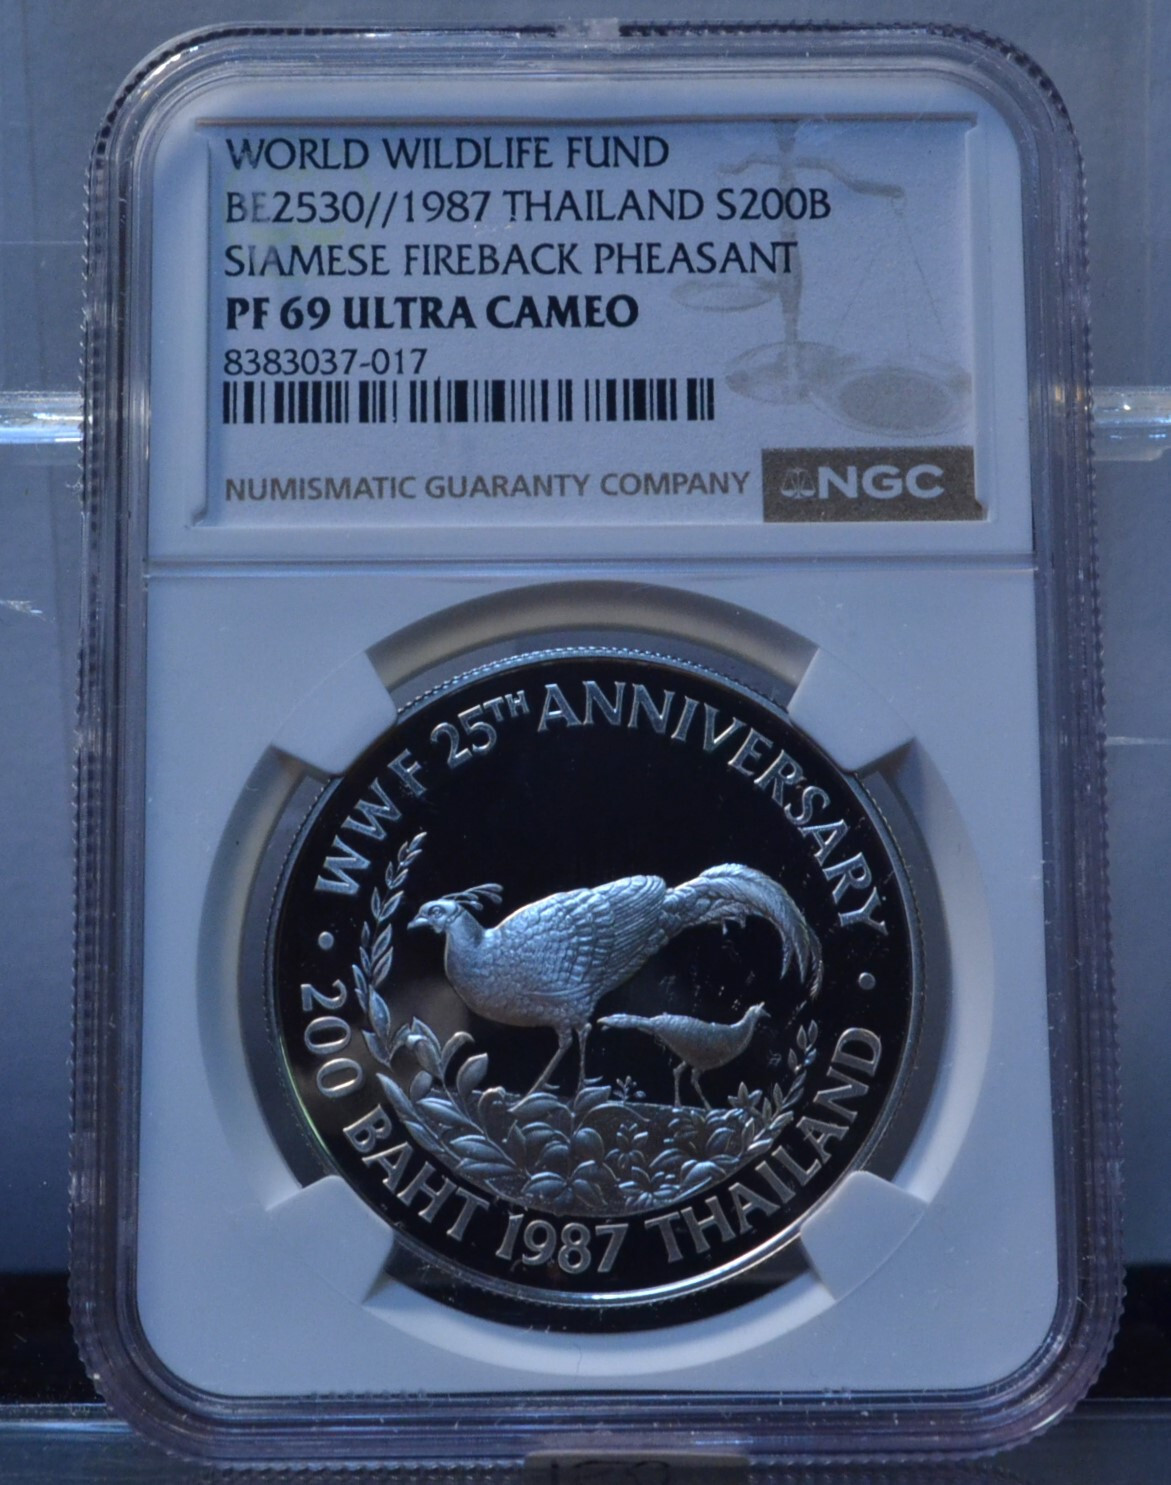 WORLD WILDLIFE FUND
BE2530//1987 THAILAND S200B
SIAMESE FIREBACK PHEASANT
PF 69 ULTRA CAMEO
8383037-017
NUMISMATIC GUARANTY COMPANY NGC
WWF 25TH ANNIVERSARY
• 200 BAHT 1987 THAILAND •